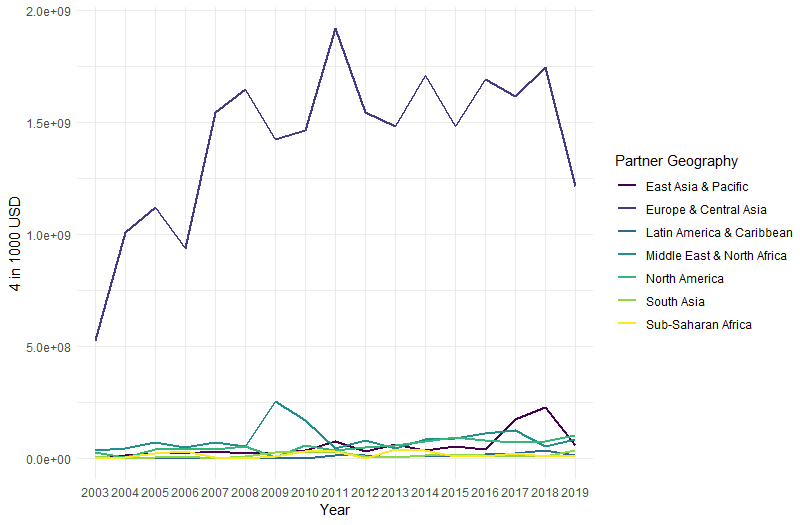 2.0e+09
1.5e+09
1.0e+09
5.0e+08
0.0e+00
4 in 1000 USD
2003 2004 2005 2006 2007 2008 2009 2010 2011 2012 2013 2014 2015 2016 2017 2018 2019
Year
Partner Geography
East Asia & Pacific
Europe & Central Asia
Latin America & Caribbean
Middle East & North Africa
North America
South Asia
Sub-Saharan Africa